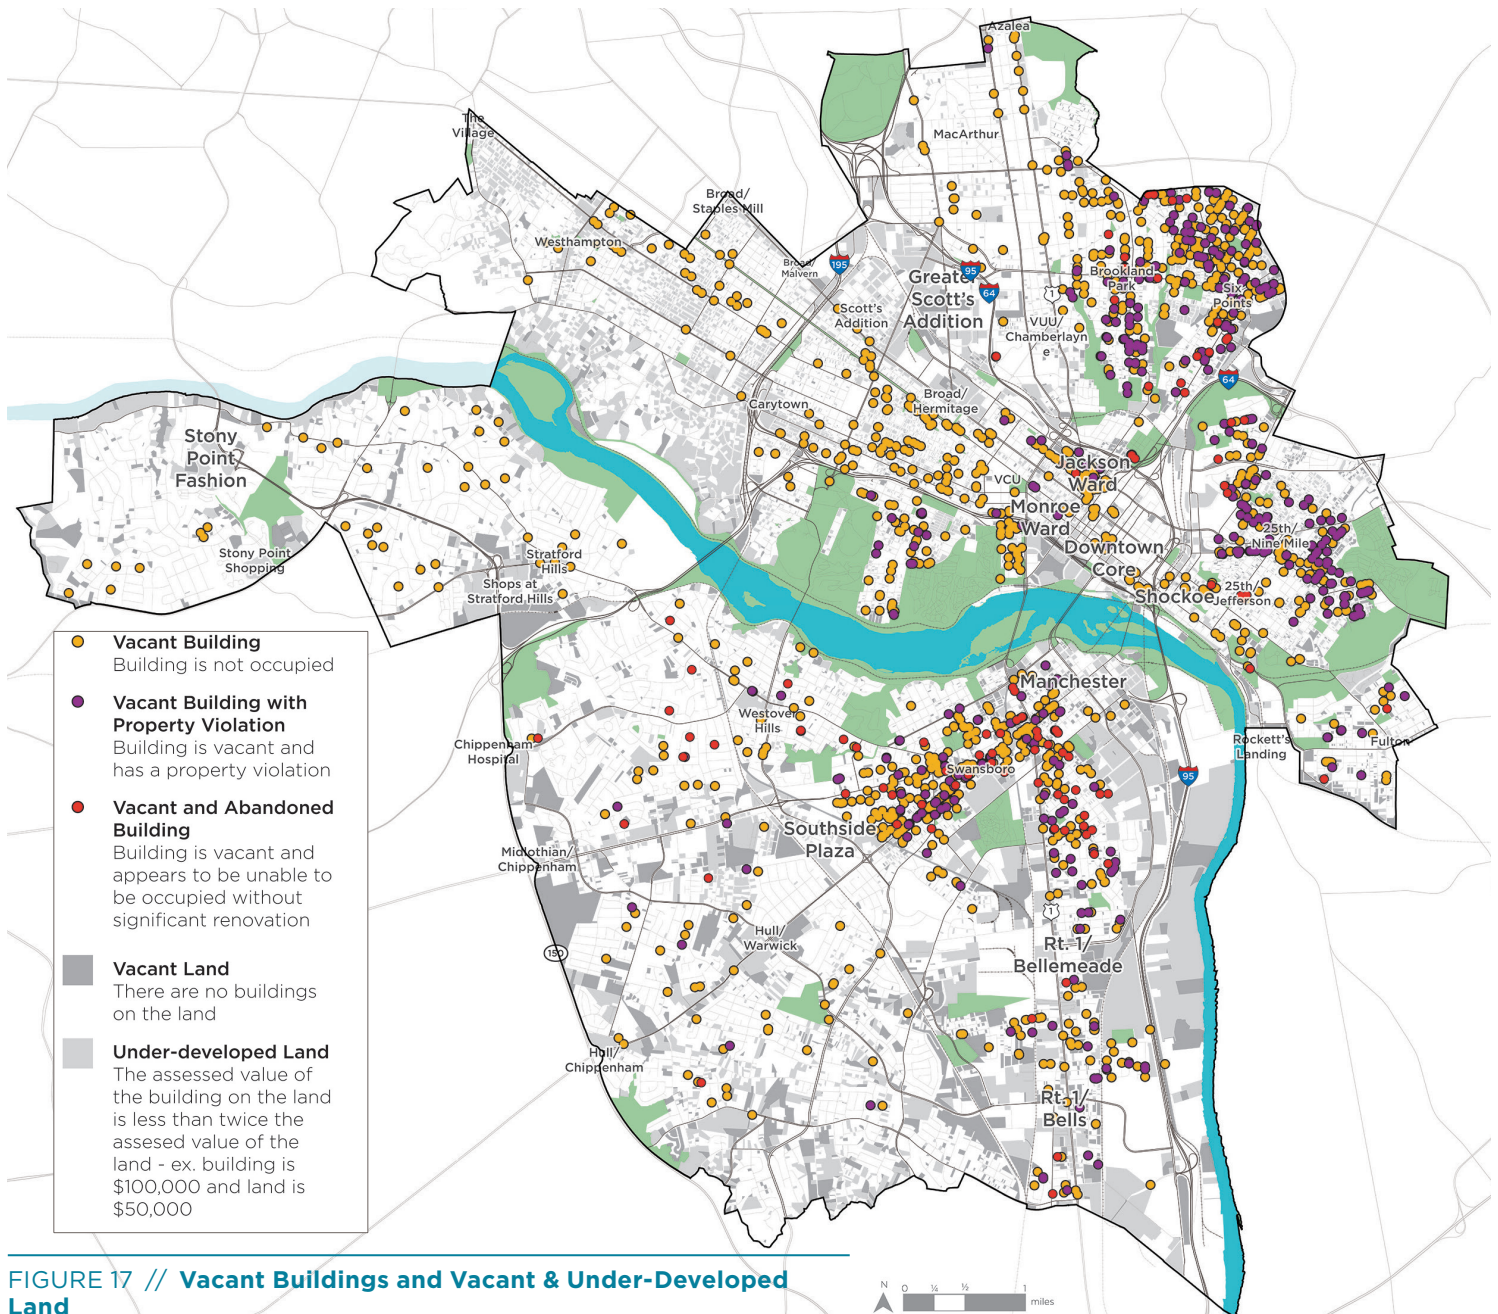 Azalea
The
Village
MacArthur
Broad/
Staples Mill
Westhampton
Broad/
Malvern
195
95
64
Greater
Scott's
Addition
Scott's
Addition
1
VUU/
Chamberlayn
e
Brookland
Park
Six
Points
64
Carytown
Broad/
Hermitage
Stony
Point
Fashion
Jackson
Ward
VCU
Monroe
Ward
25th/
Nine Mile
Downtown
Core
Stony Point
Shopping
Stratford
Hills
Shops at
Stratford Hills
Shockoe
25th/
Jefferson
Vacant Building
Building is not occupied
Vacant Building with
Property Violation
Building is vacant and
has a property violation
Vacant and Abandoned
Building
Building is vacant and
appears to be unable to
be occupied without
significant renovation
Vacant Land
There are no buildings
on the land
Under-developed Land
The assessed value of
the building on the land
is less than twice the
assesed value of the
land - ex. building is
$100,000 and land is
$50,000
Manchester
Westover
Hills
Chippenham
Hospital
Rockett's
Landing
Fulton
Swansboro
95
Southside
Plaza
Midlothian/
Chippenham
1
Hull/
Warwick
150
Rt. 1/
Bellemeade
Hull/
Chippenham
Rt. 1/
Bells
FIGURE 17 // Vacant Buildings and Vacant & Under-Developed
Land
N
0 ¼ ½ 1
miles